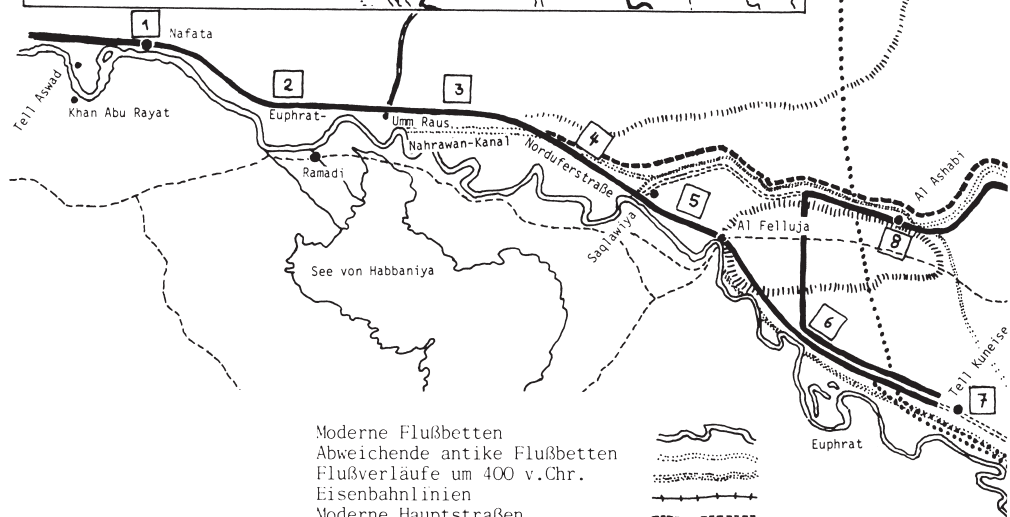 1
Nafata
2
3
Tell Aswad
Khan Abu Rayat
Euphrat-
Umm Raus
Nahrawan-Kanal
Norduferstraße
4
Ramadi
Al Ashabi
5
Saqlawiya
Al Felluja
8
See von Habbaniya
6
Tell Kuneise
7
Euphrat
Moderne Flußbetten
Abweichende antike Flußbetten
Flußverläufe um 400 v.Chr.
Eisenbahnlinien
Moderne Hauptstraßen